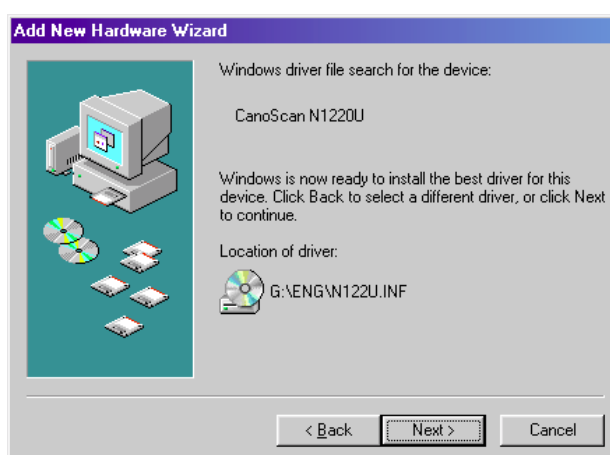 Add New Hardware Wizard
Windows driver file search for the device:
CanoScan N1220U
Windows is now ready to install the best driver for this
device. Click Back to select a different driver, or click Next
to continue.
Location of driver:
G:\ENG\N122U.INF
< Back
Next >
Cancel